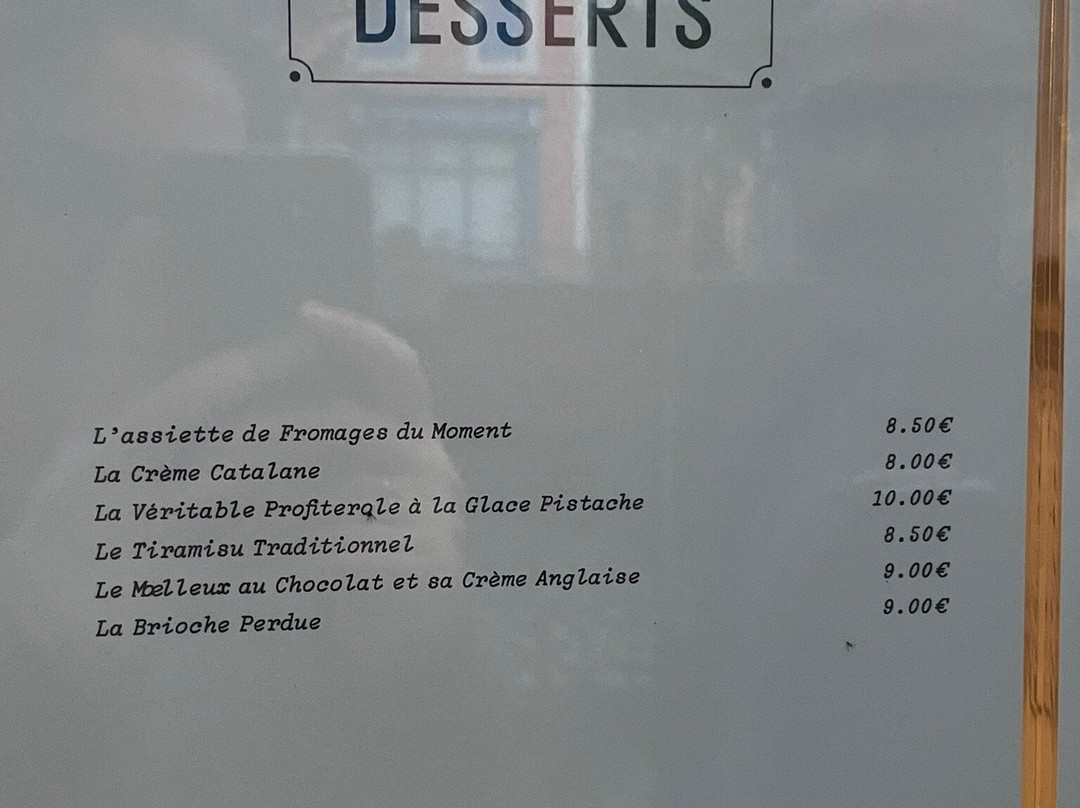 DESSERTS
L'assiette de Fromages du Moment 8.50€
La Crème Catalane 8.00€
La Véritable Profiterole à la Glace Pistache 10.00€
Le Tiramisu Traditionnel 8.50€
Le Mœlleux au Chocolat et sa Crème Anglaise 9.00€
La Brioche Perdue 9.00€